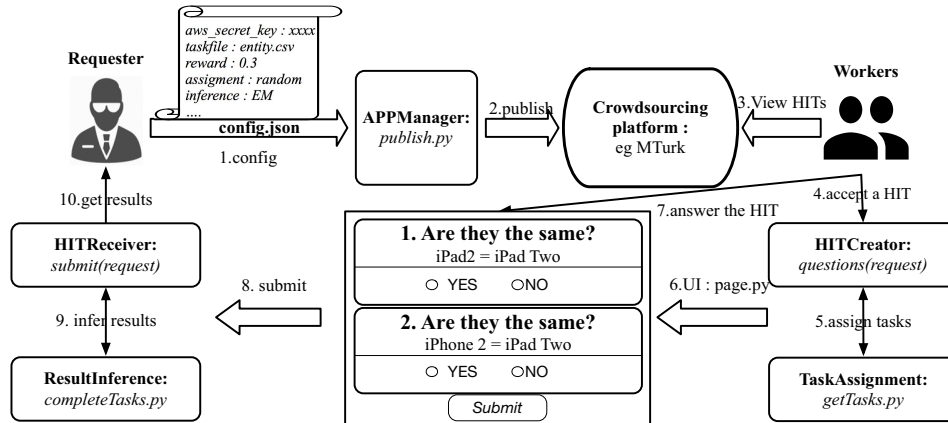 Requester
aws_secret_key : xxxx
taskfile : entity.csv
reward : 0.3
assigment : random
inference : EM
....
config.json
1.config
APPManager:
publish.py
2.publish
Crowdsourcing
platform :
eg MTurk
3.View HITs
Workers
10.get results
7.answer the HIT
4.accept a HIT
HITReceiver:
submit(request)
9. infer results
ResultInference:
completeTasks.py
8. submit
1. Are they the same?
iPad2 = iPad Two
YES NO
2. Are they the same?
iPhone 2 = iPad Two
YES NO
Submit
6.UI : page.py
HITCreator:
questions(request)
5.assign tasks
TaskAssignment:
getTasks.py